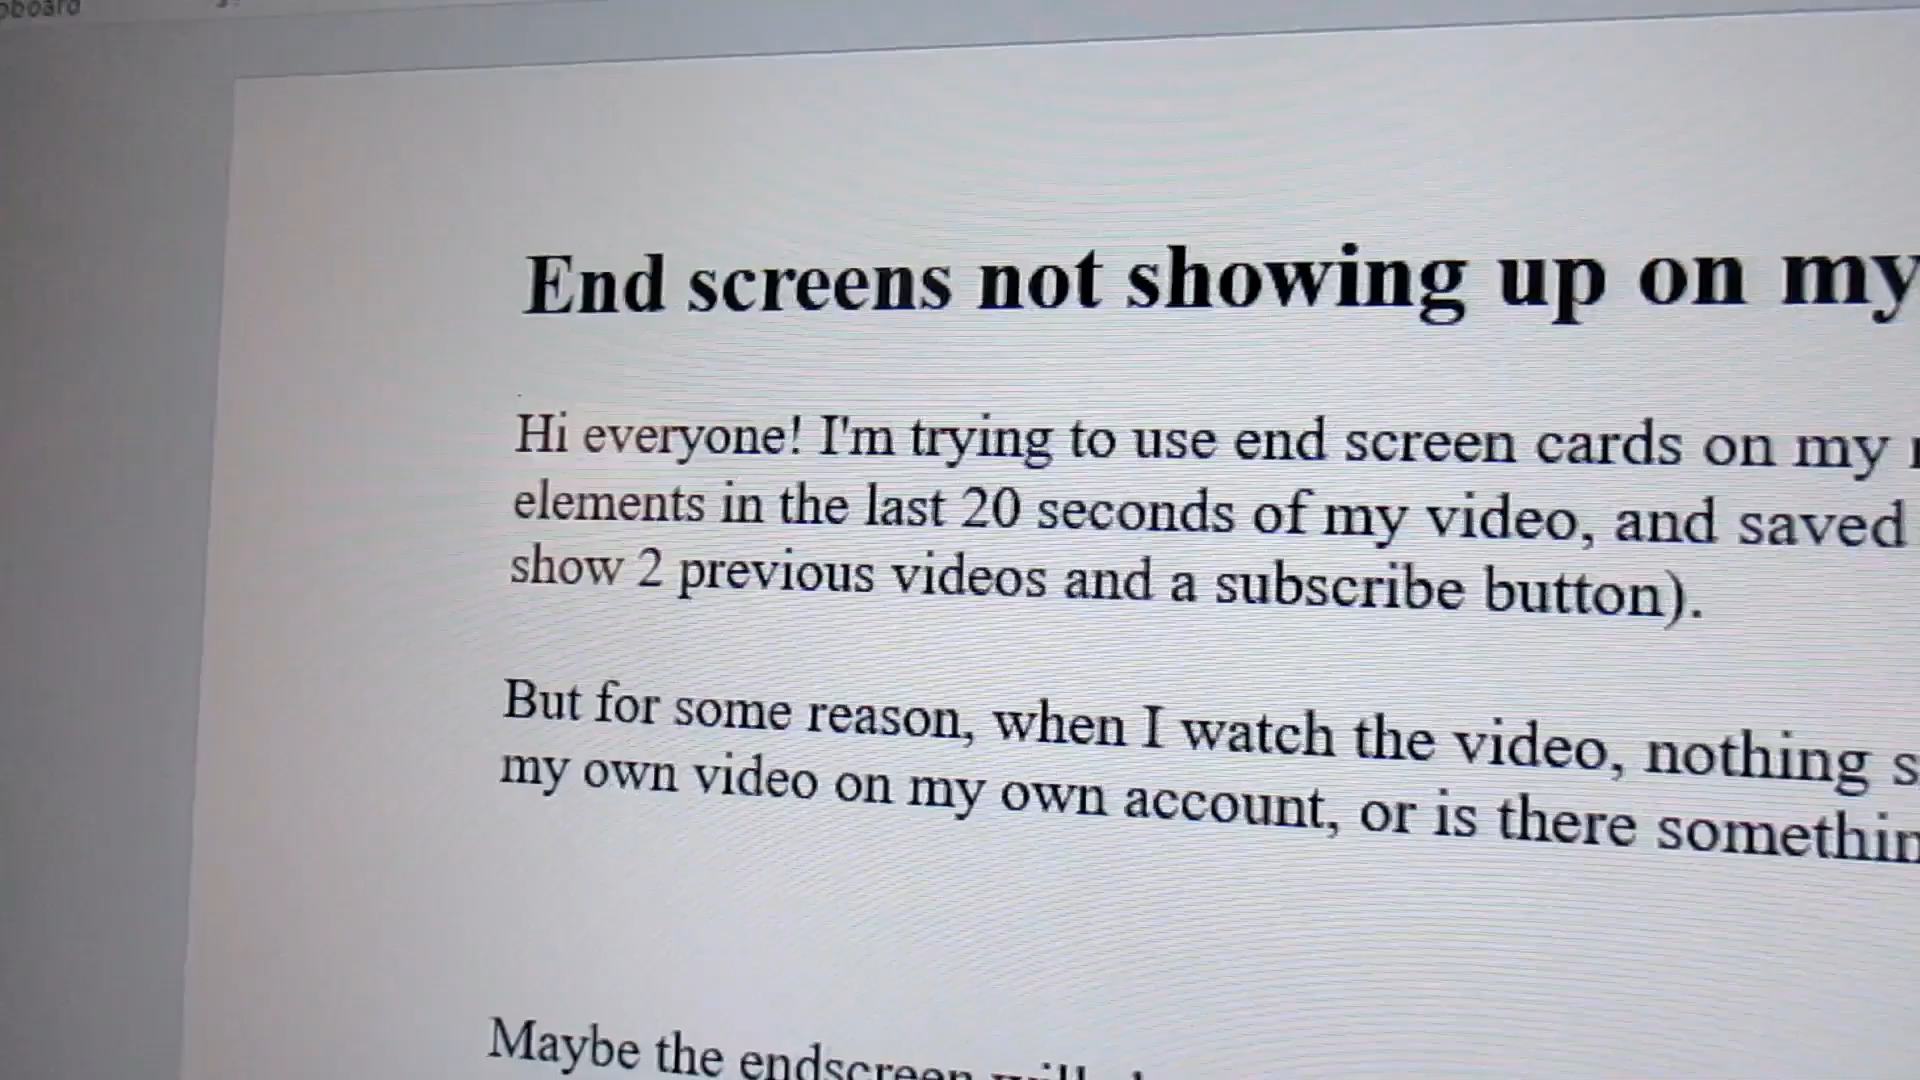 End screens not showing up on my
Hi everyone! I'm trying to use end screen cards on my
elements in the last 20 seconds of my video, and saved
show 2 previous videos and a subscribe button).
But for some reason, when I watch the video, nothing
my own video on my own account, or is there
Maybe the endscreen